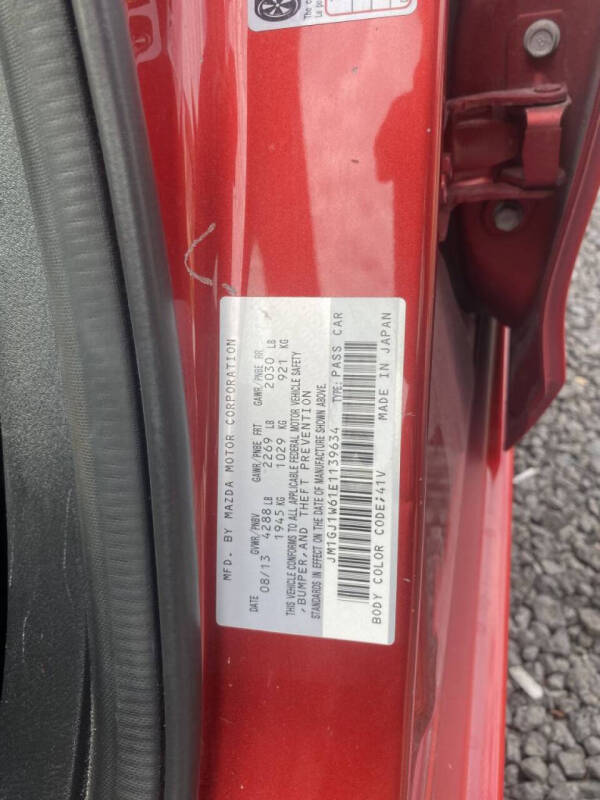 The c
La p
MFD. BY MAZDA MOTOR CORPORATION
DATE GVWR/PNBV GAWR/PNBE FRT GAWR/PNBE RR
08/13 4288 LB 2269 LB 2030 LB
1945 KG 1029 KG 921 KG
THIS VEHICLE CONFORMS TO ALL APPLICABLE FEDERAL MOTOR VEHICLE SAFETY
,BUMPER,AND THEFT PREVENTION
STANDARDS IN EFFECT ON THE DATE OF MANUFACTURE SHOWN ABOVE.
JM1GJ1W61E1139634 TYPE:PASS CAR
BODY COLOR CODE;41V MADE IN JAPAN